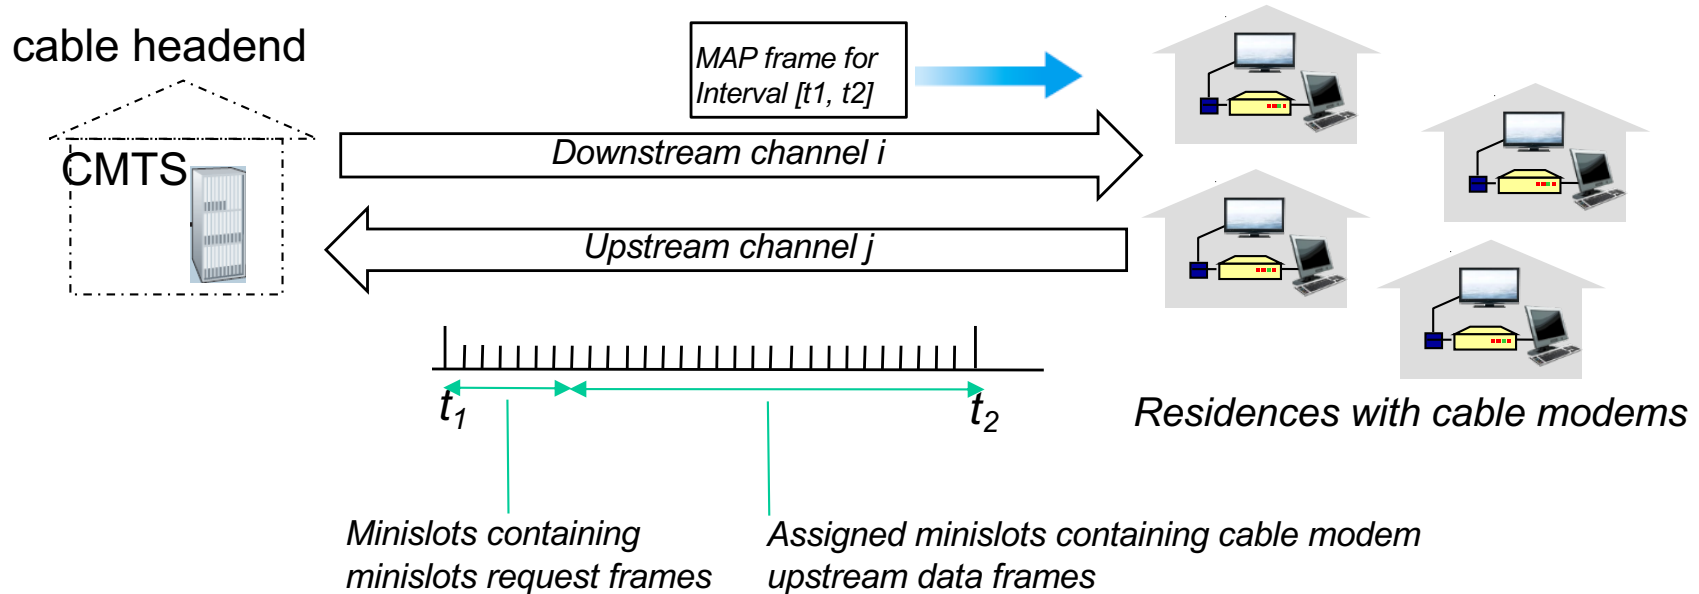 cable headend
MAP frame for
Interval [t1, t2]
CMTS
Downstream channel i
Upstream channel j
t1
t2
Residences with cable modems
Minislots containing
minislots request frames
Assigned minislots containing cable modem
upstream data frames